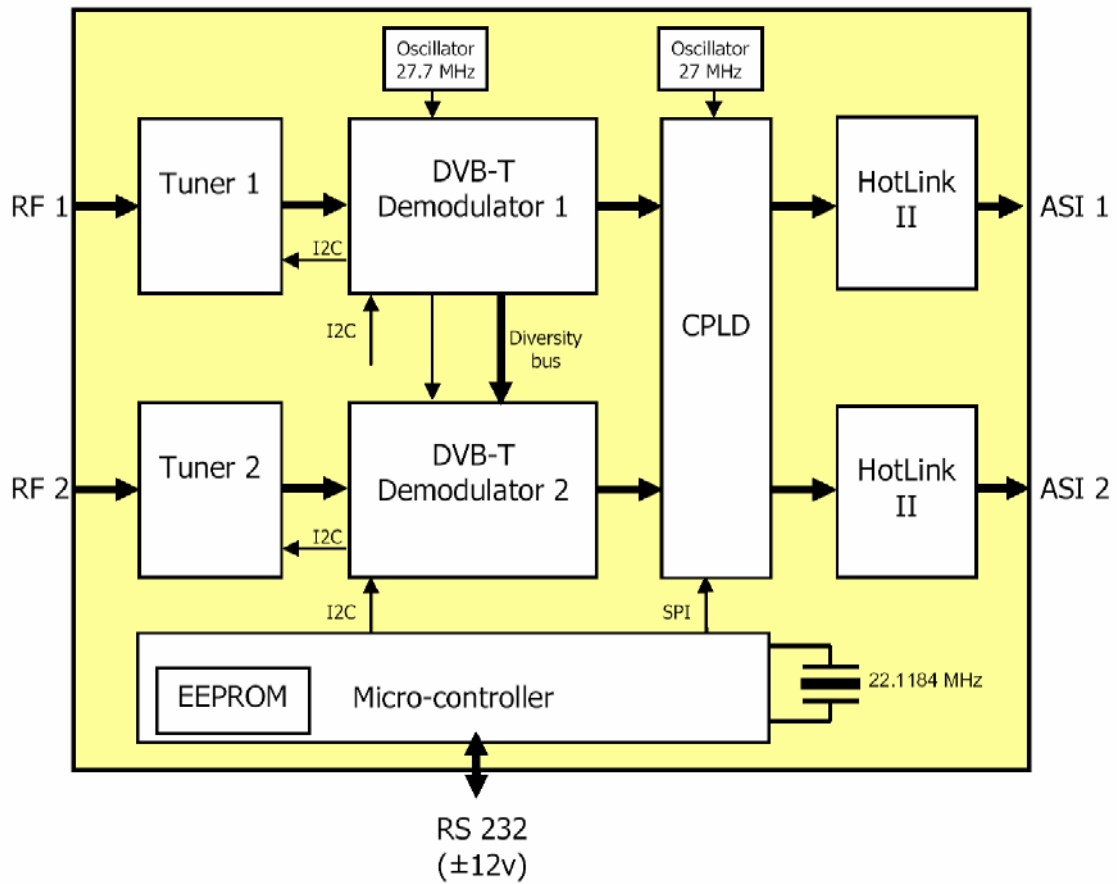 Oscillator
27.7 MHz
Oscillator
27 MHz
RF 1
Tuner 1
DVB-T
Demodulator 1
HotLink
II
ASI 1
I2C
I2C
Diversity
bus
CPLD
RF 2
Tuner 2
DVB-T
Demodulator 2
HotLink
II
ASI 2
I2C
I2C
SPI
EEPROM
Micro-controller
22.1184 MHz
RS 232
(±12v)